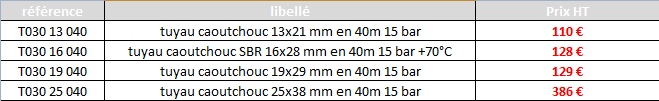 référence libellé Prix HT
T030 13 040 tuyau caoutchouc 13x21 mm en 40m 15 bar 110 €
T030 16 040 tuyau caoutchouc SBR 16x28 mm en 40m 15 bar +70°C 128 €
T030 19 040 tuyau caoutchouc 19x29 mm en 40m 15 bar 129 €
T030 25 040 tuyau caoutchouc 25x38 mm en 40m 15 bar 386 €